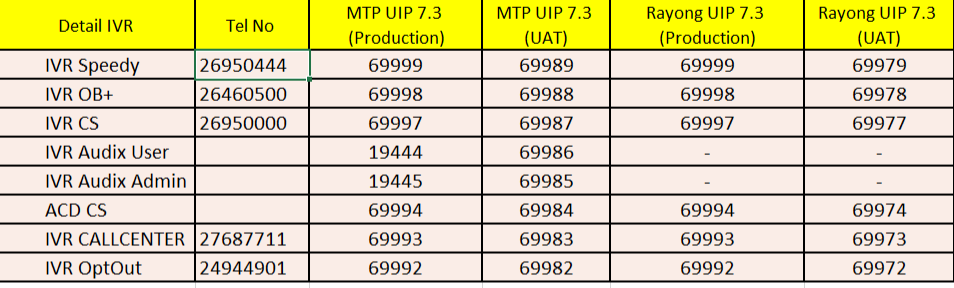 Detail IVR Tel No MTP UIP 7.3 (Production) MTP UIP 7.3 (UAT) Rayong UIP 7.3 (Production) Rayong UIP 7.3 (UAT)
IVR Speedy 26950444 69999 69989 69999 69979
IVR OB+ 26460500 69998 69988 69998 69978
IVR CS 26950000 69997 69987 69997 69977
IVR Audix User 19444 69986 - -
IVR Audix Admin 19445 69985 - -
ACD CS 69994 69984 69994 69974
IVR CALLCENTER 27687711 69993 69983 69993 69973
IVR OptOut 24944901 69992 69982 69992 69972